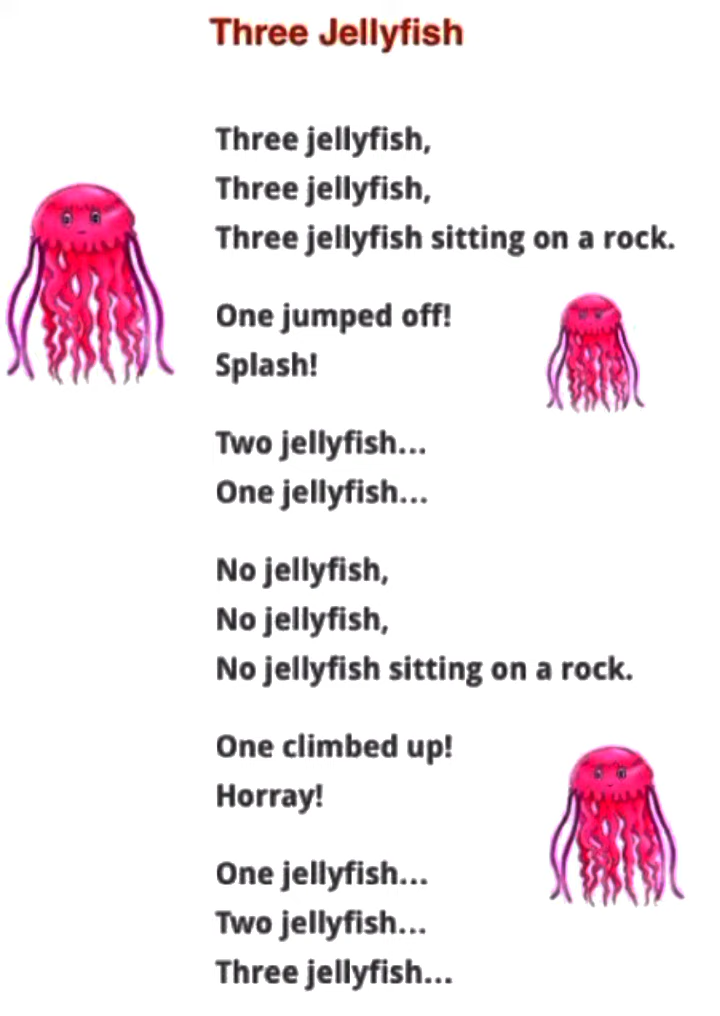 Three Jellyfish
Three jellyfish,
Three jellyfish,
Three jellyfish sitting on a rock.
One jumped off!
Splash!
Two jellyfish...
One jellyfish...
No jellyfish,
No jellyfish,
No jellyfish sitting on a rock.
One climbed up!
Horray!
One jellyfish...
Two jellyfish...
Three jellyfish...